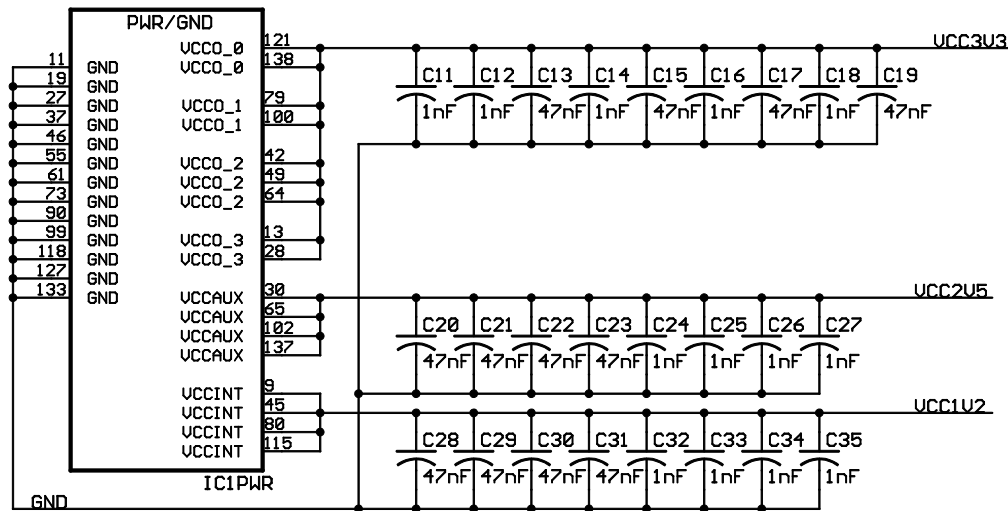 PWR/GND
VCCO_0 121 VCC3V3
11 GND VCCO_0 138
19 GND
27 GND VCCO_1 79
37 GND VCCO_1 100
46 GND
55 GND VCCO_2 42
61 GND VCCO_2 49
73 GND VCCO_2 64
90 GND
99 GND VCCO_3 13
118 GND VCCO_3 28
127 GND
133 GND VCCAUX 30 VCC2V5
VCCAUX 65
VCCAUX 102
VCCAUX 137
VCCINT 9
VCCINT 45 VCC1V2
VCCINT 80
VCCINT 115
IC1PWR
GND
C11 C12 C13 C14 C15 C16 C17 C18 C19
1nF 1nF 47nF 1nF 47nF 1nF 47nF 1nF 47nF
C20 C21 C22 C23 C24 C25 C26 C27
47nF 47nF 47nF 47nF 1nF 1nF 1nF 1nF
C28 C29 C30 C31 C32 C33 C34 C35
47nF 47nF 47nF 47nF 1nF 1nF 1nF 1nF